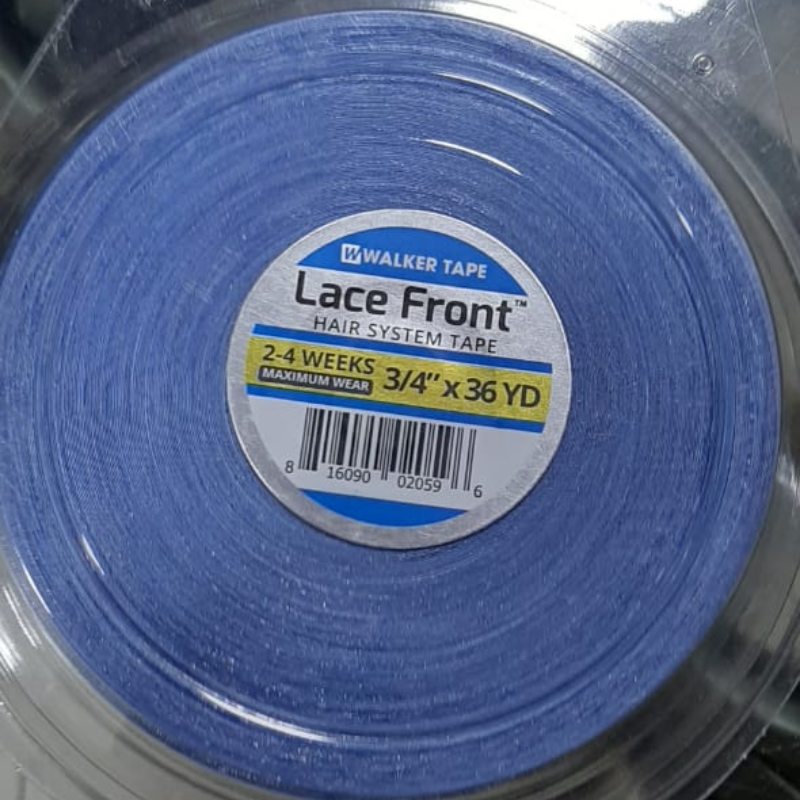 W WALKER TAPE
Lace Front™
HAIR SYSTEM TAPE
2-4 WEEKS
MAXIMUM WEAR
3/4" x 36 YD
8 16090 02059 6